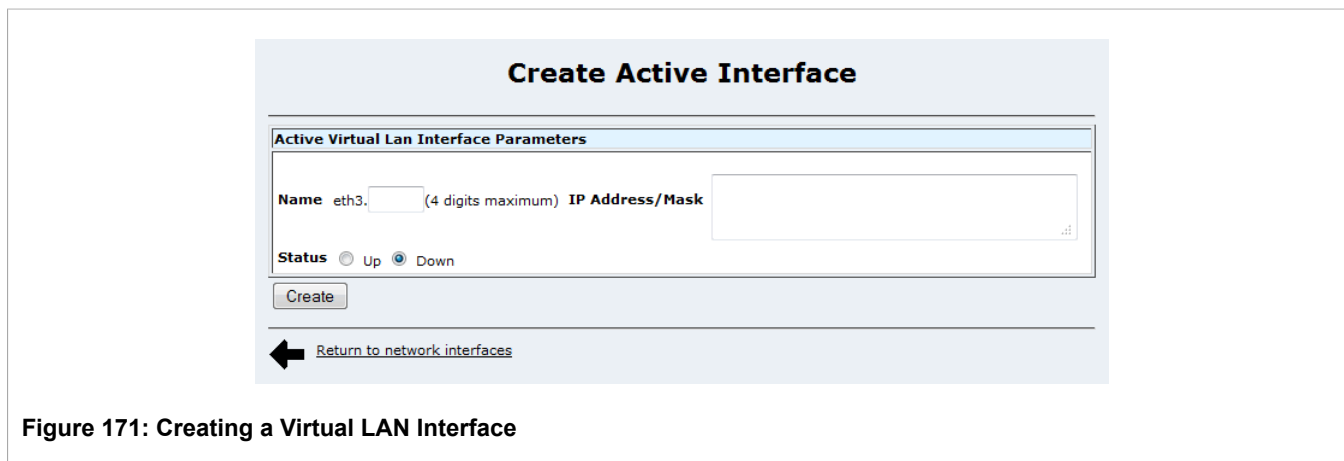 Create Active Interface
Active Virtual Lan Interface Parameters
Name eth3. (4 digits maximum) IP Address/Mask
Status Up Down
Create
Return to network interfaces
Figure 171: Creating a Virtual LAN Interface